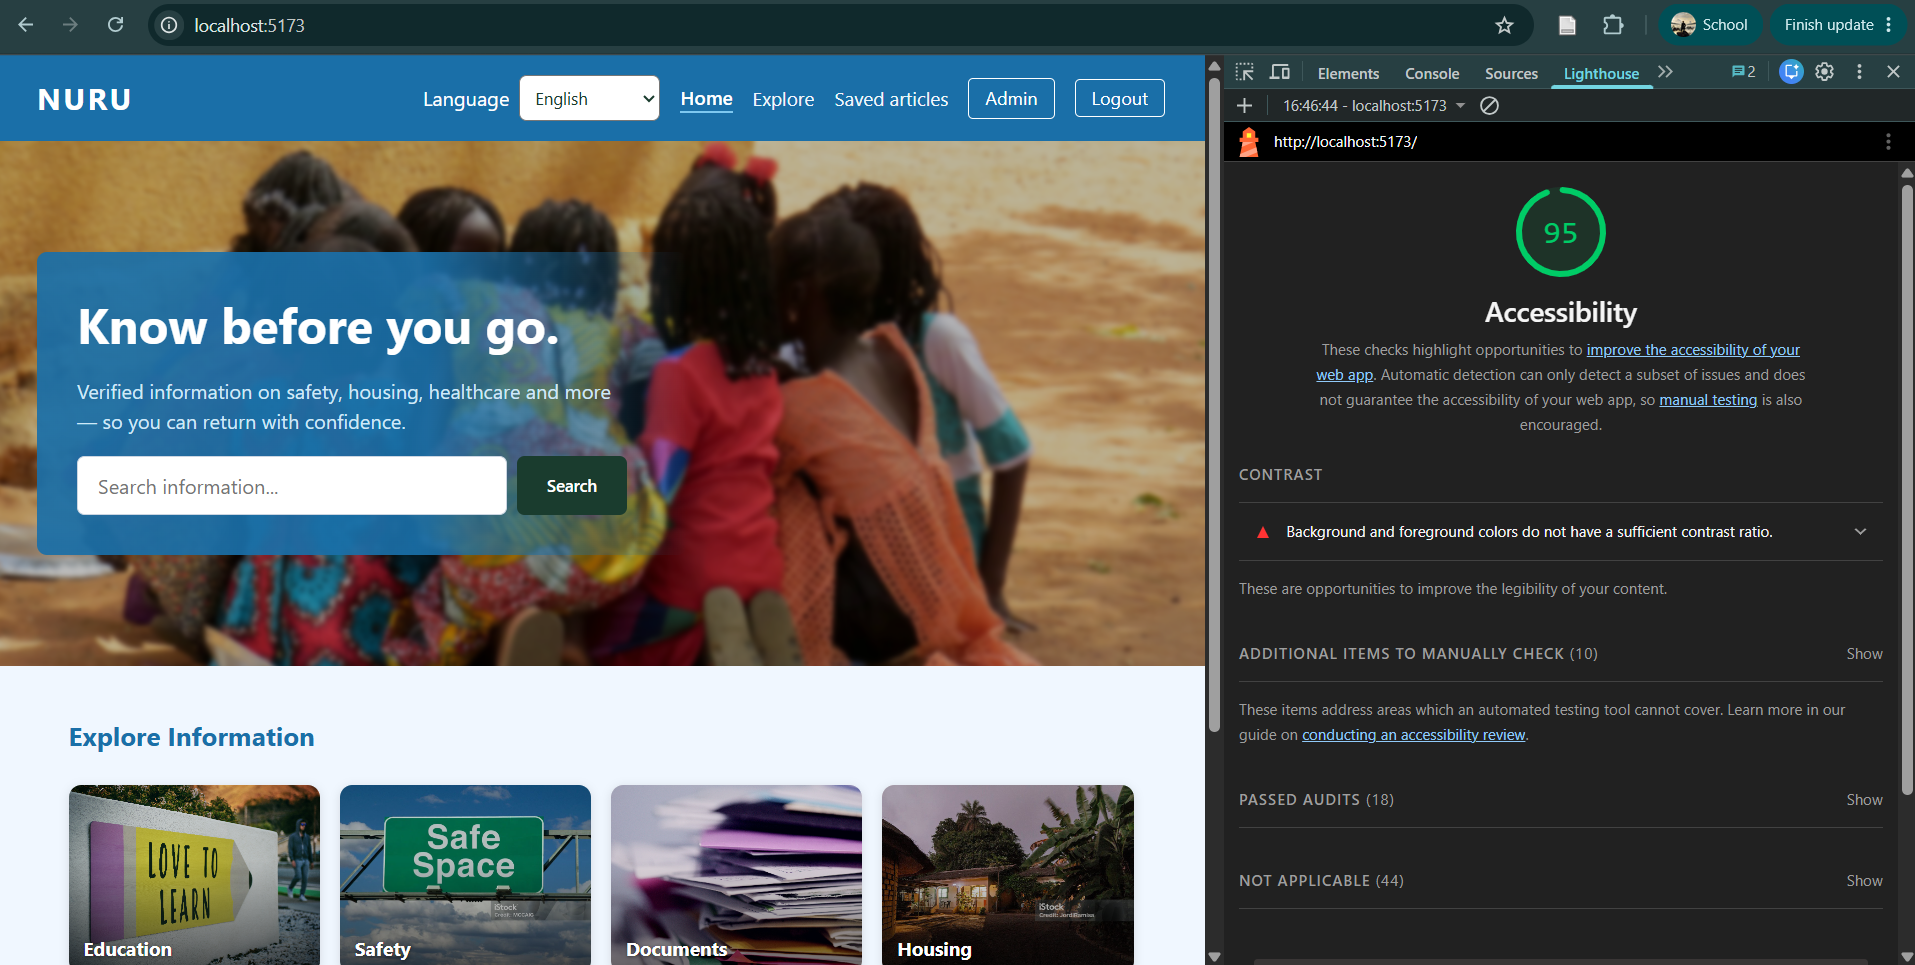 localhost:5173
School
Finish update
NURU
Language
English
Home
Explore
Saved articles
Admin
Logout
Know before you go.
Verified information on safety, housing, healthcare and more
— so you can return with confidence.
Search information...
Search
Explore Information
LOVE TO
LEARN
Education
Safe
Space
iStock
Safety
Documents
iStock
Housing
Elements
Console
Sources
Lighthouse
2
16:46:44 - localhost:5173
http://localhost:5173/
95
Accessibility
These checks highlight opportunities to improve the accessibility of your
web app. Automatic detection can only detect a subset of issues and does
not guarantee the accessibility of your web app, so manual testing is also
encouraged.
CONTRAST
Background and foreground colors do not have a sufficient contrast ratio.
These are opportunities to improve the legibility of your content.
ADDITIONAL ITEMS TO MANUALLY CHECK (10)
Show
These items address areas which an automated testing tool cannot cover. Learn more in our
guide on conducting an accessibility review.
PASSED AUDITS (18)
Show
NOT APPLICABLE (44)
Show